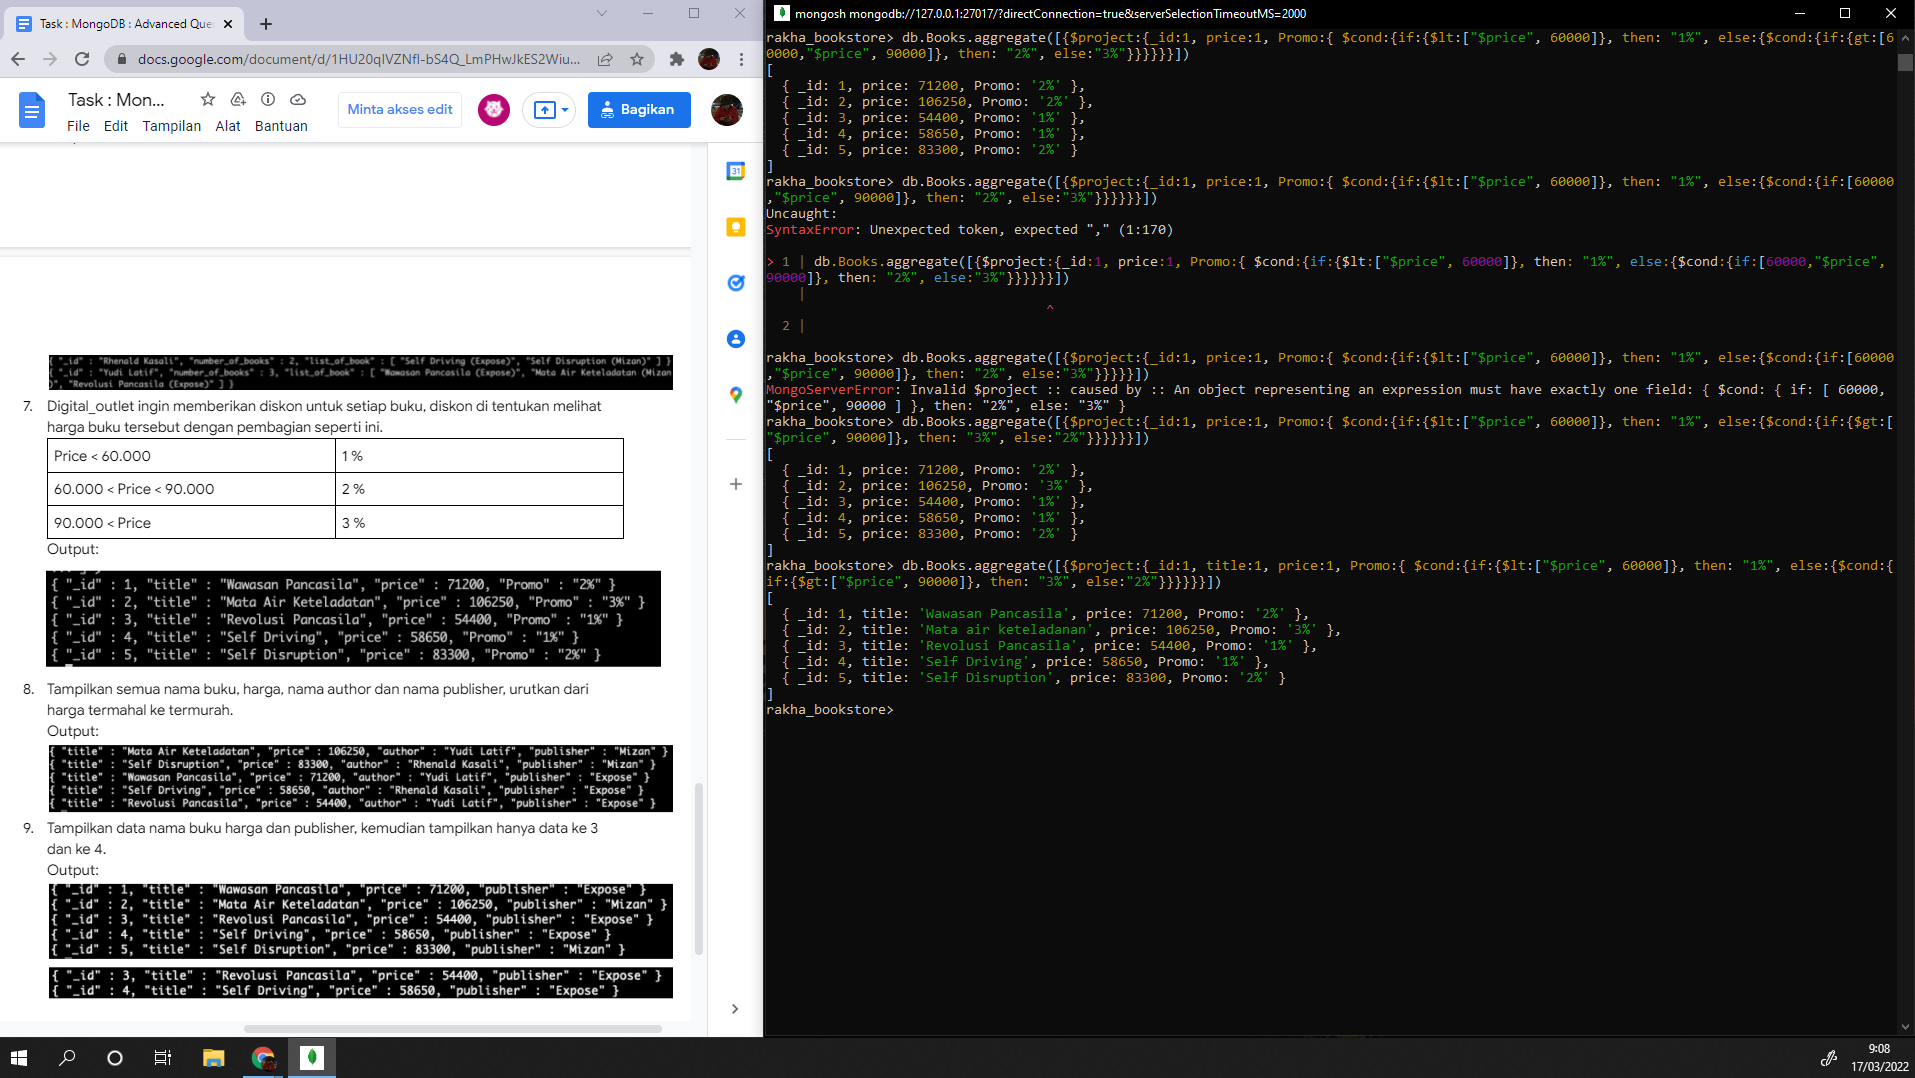 Task : MongoDB : Advanced Que
docs.google.com/document/d/1HU20qIVZNfI-bS4Q_LmPHwJkES2Wiu...
Task : Mon...
File Edit Tampilan Alat Bantuan
Minta akses edit
Bagikan
31
{ "_id" : "Rhenald Kasali", "number_of_books" : 2, "list_of_book" : [ "Self Driving (Expose)", "Self Disruption (Mizan)" ] }
{ "_id" : "Yudi Latif", "number_of_books" : 3, "list_of_book" : [ "Wawasan Pancasila (Expose)", "Mata Air Keteladatan (Mizan
)", "Revolusi Pancasila (Expose)" ] }
7. Digital_outlet ingin memberikan diskon untuk setiap buku, diskon di tentukan melihat
harga buku tersebut dengan pembagian seperti ini.
Price < 60.000 1 %
60.000 < Price < 90.000 2 %
90.000 < Price 3 %
Output:
{ "_id" : 1, "title" : "Wawasan Pancasila", "price" : 71200, "Promo" : "2%" }
{ "_id" : 2, "title" : "Mata Air Keteladatan", "price" : 106250, "Promo" : "3%" }
{ "_id" : 3, "title" : "Revolusi Pancasila", "price" : 54400, "Promo" : "1%" }
{ "_id" : 4, "title" : "Self Driving", "price" : 58650, "Promo" : "1%" }
{ "_id" : 5, "title" : "Self Disruption", "price" : 83300, "Promo" : "2%" }
8. Tampilkan semua nama buku, harga, nama author dan nama publisher, urutkan dari
harga termahal ke termurah.
Output:
{ "title" : "Mata Air Keteladatan", "price" : 106250, "author" : "Yudi Latif", "publisher" : "Mizan" }
{ "title" : "Self Disruption", "price" : 83300, "author" : "Rhenald Kasali", "publisher" : "Mizan" }
{ "title" : "Wawasan Pancasila", "price" : 71200, "author" : "Yudi Latif", "publisher" : "Expose" }
{ "title" : "Self Driving", "price" : 58650, "author" : "Rhenald Kasali", "publisher" : "Expose" }
{ "title" : "Revolusi Pancasila", "price" : 54400, "author" : "Yudi Latif", "publisher" : "Expose" }
9. Tampilkan data nama buku harga dan publisher, kemudian tampilkan hanya data ke 3
dan ke 4.
Output:
{ "_id" : 1, "title" : "Wawasan Pancasila", "price" : 71200, "publisher" : "Expose" }
{ "_id" : 2, "title" : "Mata Air Keteladatan", "price" : 106250, "publisher" : "Mizan" }
{ "_id" : 3, "title" : "Revolusi Pancasila", "price" : 54400, "publisher" : "Expose" }
{ "_id" : 4, "title" : "Self Driving", "price" : 58650, "publisher" : "Expose" }
{ "_id" : 5, "title" : "Self Disruption", "price" : 83300, "publisher" : "Mizan" }
{ "_id" : 3, "title" : "Revolusi Pancasila", "price" : 54400, "publisher" : "Expose" }
{ "_id" : 4, "title" : "Self Driving", "price" : 58650, "publisher" : "Expose" }
mongosh mongodb://127.0.0.1:27017/?directConnection=true&serverSelectionTimeoutMS=2000
rakha_bookstore> db.Books.aggregate([{$project:{_id:1, price:1, Promo:{ $cond:{if:{$lt:["$price", 60000]}, then: "1%", else:{$cond:{if:{gt:[6
0000,"$price", 90000]}, then: "2%", else:"3%"}}}}}}])
[
{ _id: 1, price: 71200, Promo: '2%' },
{ _id: 2, price: 106250, Promo: '2%' },
{ _id: 3, price: 54400, Promo: '1%' },
{ _id: 4, price: 58650, Promo: '1%' },
{ _id: 5, price: 83300, Promo: '2%' }
]
rakha_bookstore> db.Books.aggregate([{$project:{_id:1, price:1, Promo:{ $cond:{if:{$lt:["$price", 60000]}, then: "1%", else:{$cond:{if:[60000
,"$price", 90000]}, then: "2%", else:"3%"}}}}}}])
Uncaught:
SyntaxError: Unexpected token, expected "," (1:170)
> 1 | db.Books.aggregate([{$project:{_id:1, price:1, Promo:{ $cond:{if:{$lt:["$price", 60000]}, then: "1%", else:{$cond:{if:[60000,"$price",
90000]}, then: "2%", else:"3%"}}}}}}])
|
^
2 |
rakha_bookstore> db.Books.aggregate([{$project:{_id:1, price:1, Promo:{ $cond:{if:{$lt:["$price", 60000]}, then: "1%", else:{$cond:{if:[60000
,"$price", 90000]}, then: "2%", else:"3%"}}}}}])
MongoServerError: Invalid $project :: caused by :: An object representing an expression must have exactly one field: { $cond: { if: [ 60000,
"$price", 90000 ] }, then: "2%", else: "3%" }
rakha_bookstore> db.Books.aggregate([{$project:{_id:1, price:1, Promo:{ $cond:{if:{$lt:["$price", 60000]}, then: "1%", else:{$cond:{if:{$gt:[
"$price", 90000]}, then: "3%", else:"2%"}}}}}}])
[
{ _id: 1, price: 71200, Promo: '2%' },
{ _id: 2, price: 106250, Promo: '3%' },
{ _id: 3, price: 54400, Promo: '1%' },
{ _id: 4, price: 58650, Promo: '1%' },
{ _id: 5, price: 83300, Promo: '2%' }
]
rakha_bookstore> db.Books.aggregate([{$project:{_id:1, title:1, price:1, Promo:{ $cond:{if:{$lt:["$price", 60000]}, then: "1%", else:{$cond:{
if:{$gt:["$price", 90000]}, then: "3%", else:"2%"}}}}}}])
[
{ _id: 1, title: 'Wawasan Pancasila', price: 71200, Promo: '2%' },
{ _id: 2, title: 'Mata air keteladanan', price: 106250, Promo: '3%' },
{ _id: 3, title: 'Revolusi Pancasila', price: 54400, Promo: '1%' },
{ _id: 4, title: 'Self Driving', price: 58650, Promo: '1%' },
{ _id: 5, title: 'Self Disruption', price: 83300, Promo: '2%' }
]
rakha_bookstore>
9:08
17/03/2022